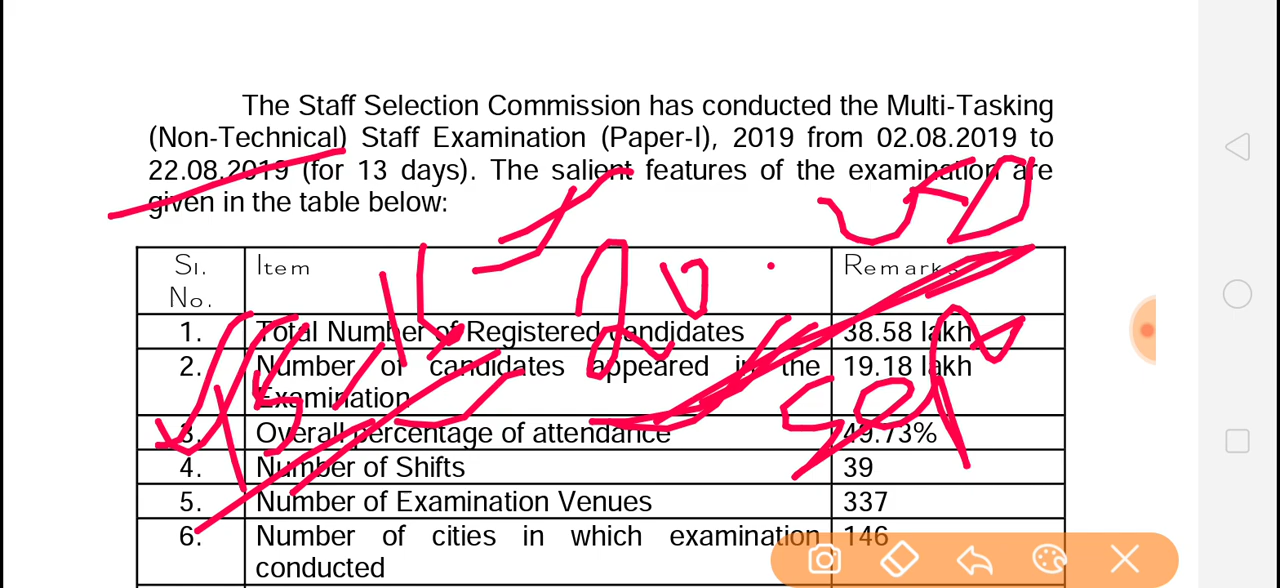 The Staff Selection Commission has conducted the Multi-Tasking
(Non-Technical) Staff Examination (Paper-I), 2019 from 02.08.2019 to
22.08.2019 (for 13 days). The salient features of the examination are
given in the table below:
Sl. No. Item Remarks
1. Total Number of Registered candidates 38.58 lakh
2. Number of candidates appeared in the 19.18 lakh
Examination
3. Overall percentage of attendance 49.73%
4. Number of Shifts 39
5. Number of Examination Venues 337
6. Number of cities in which examination 146
conducted